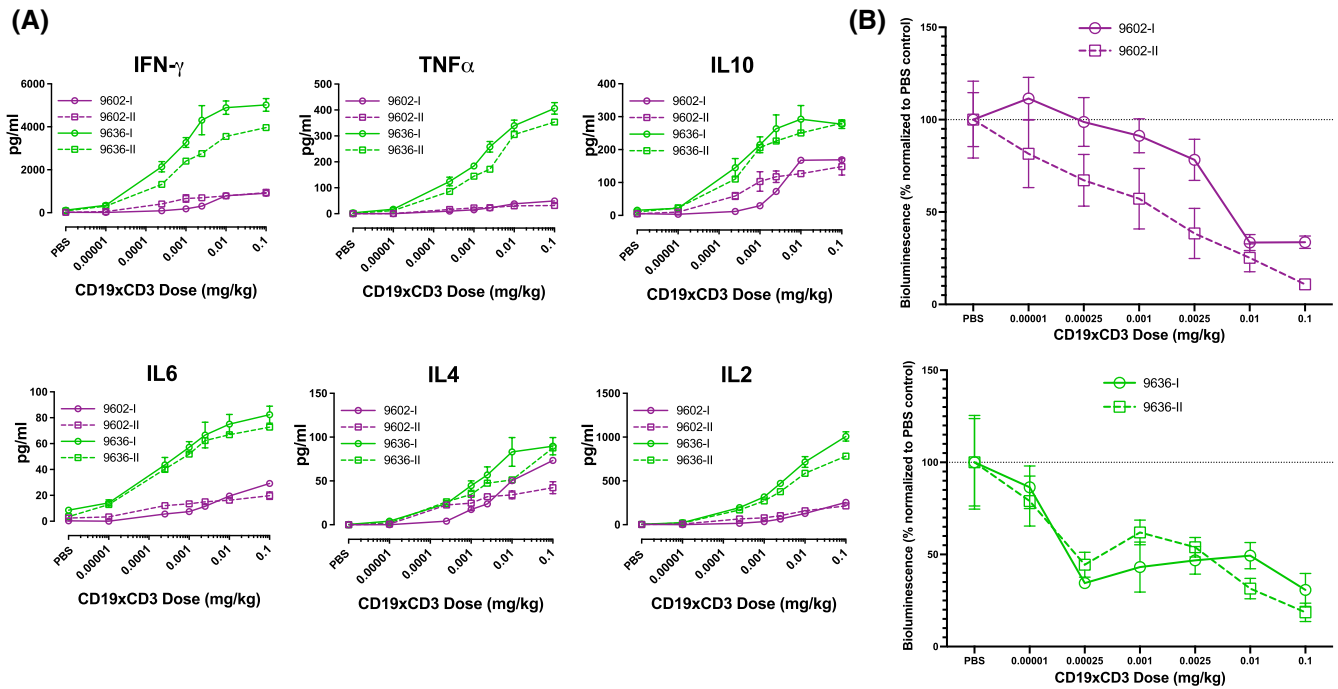 (A)
IFN-γ
6000
4000
2000
0
pg/ml
9602-I
9602-II
9636-I
9636-II
PBS
0.00001
0.0001
0.001
0.01
0.1
CD19xCD3 Dose (mg/kg)
TNFα
500
400
300
200
100
0
9602-I
9602-II
9636-I
9636-II
PBS
0.00001
0.0001
0.001
0.01
0.1
CD19xCD3 Dose (mg/kg)
IL10
400
300
200
100
0
9602-I
9602-II
9636-I
9636-II
PBS
0.00001
0.0001
0.001
0.01
0.1
CD19xCD3 Dose (mg/kg)
IL6
100
80
60
40
20
0
pg/ml
9602-I
9602-II
9636-I
9636-II
PBS
0.00001
0.0001
0.001
0.01
0.1
CD19xCD3 Dose (mg/kg)
IL4
150
100
50
0
pg/ml
9602-I
9602-II
9636-I
9636-II
PBS
0.00001
0.0001
0.001
0.01
0.1
CD19xCD3 Dose (mg/kg)
IL2
1500
1000
500
0
pg/ml
9602-I
9602-II
9636-I
9636-II
PBS
0.00001
0.0001
0.001
0.01
0.1
CD19xCD3 Dose (mg/kg)
(B)
150
100
50
0
Bioluminescence (% normalized to PBS control)
9602-I
9602-II
PBS
0.00001
0.00025
0.001
0.0025
0.01
0.1
CD19xCD3 Dose (mg/kg)
150
100
50
0
Bioluminescence (% normalized to PBS control)
9636-I
9636-II
PBS
0.00001
0.00025
0.001
0.0025
0.01
0.1
CD19xCD3 Dose (mg/kg)